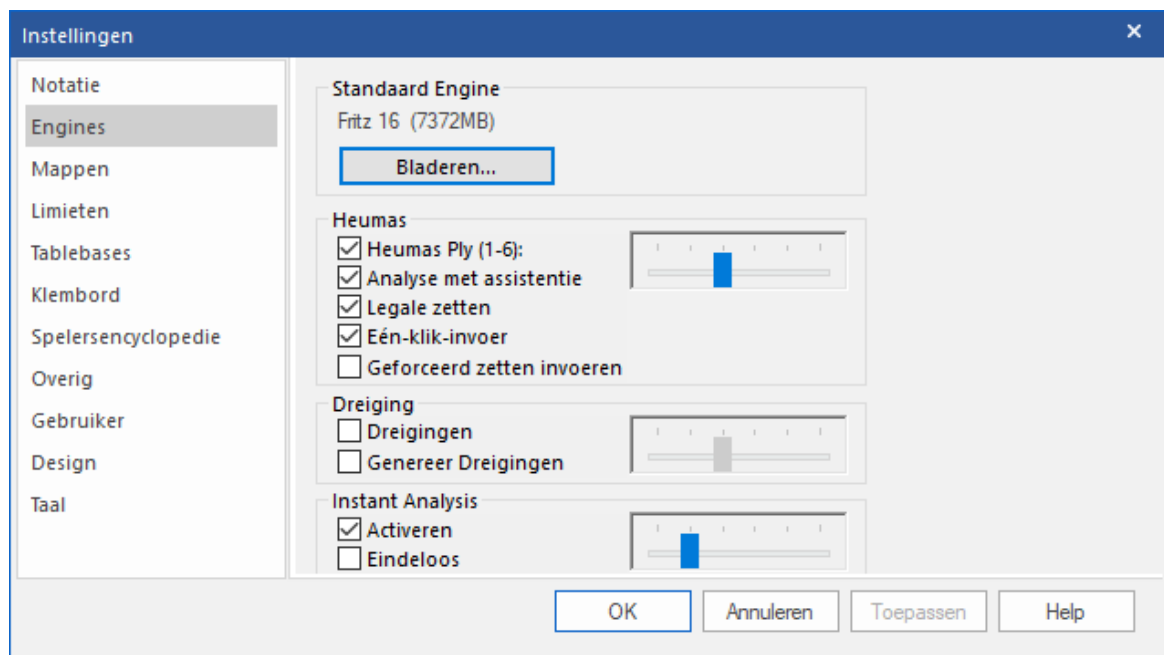 Instellingen
Notatie
Engines
Mappen
Limieten
Tablebases
Klembord
Spelersencyclopedie
Overig
Gebruiker
Design
Taal
Standaard Engine
Fritz 16 (7372MB)
Bladeren...
Heumas
Heumas Ply (1-6):
Analyse met assistentie
Legale zetten
Eén-klik-invoer
Geforceerd zetten invoeren
Dreiging
Dreigingen
Genereer Dreigingen
Instant Analysis
Activeren
Eindeloos
OK Annuleren Toepassen Help